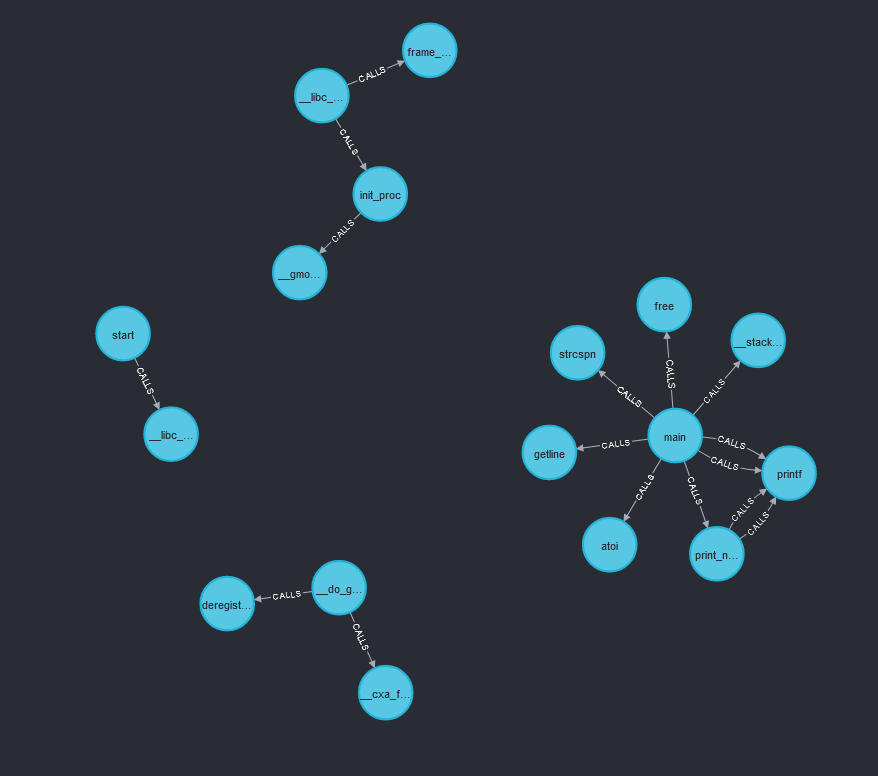 frame_...
CALLS
__libc_...
CALLS
init_proc
CALLS
__gmo...
start
CALLS
__libc_...
free
__stack...
strcspn
CALLS
CALLS
CALLS
main
CALLS
getline
CALLS
CALLS
printf
CALLS
CALLS
CALLS
CALLS
atoi
print_n...
__do_g...
deregist...
CALLS
CALLS
__cxa_f...